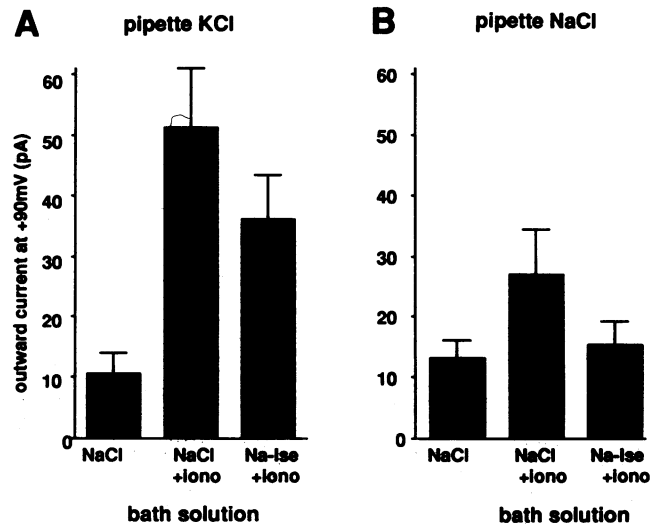 A
pipette KCl
outward current at +90mV (pA)
60
50
40
30
20
10
0
NaCl
NaCl
+iono
Na-Ise
+iono
bath solution
B
pipette NaCl
60
50
40
30
20
10
0
NaCl
NaCl
+iono
Na-Ise
+iono
bath solution